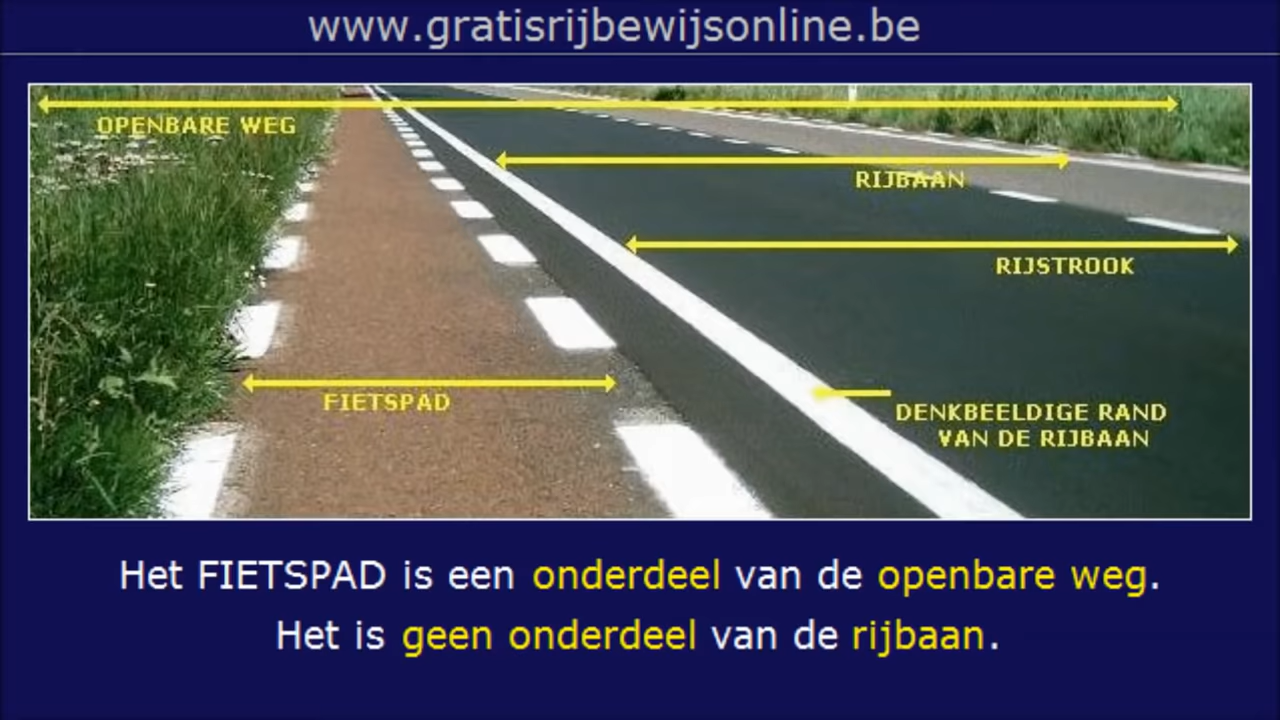 www.gratisrijbewijsonline.be
OPENBARE WEG
RIJBAAN
RIJSTROOK
FIETSPAD
DENKBEELDIGE RAND
VAN DE RIJBAAN
Het FIETSPAD is een onderdeel van de openbare weg.
Het is geen onderdeel van de rijbaan.